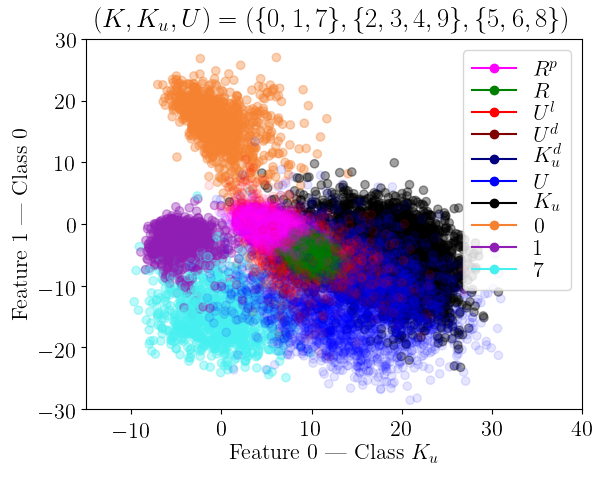 (K, K_u, U) = ({0, 1, 7}, {2, 3, 4, 9}, {5, 6, 8})
30
20
10
0
−10
−20
−30
Feature 1 — Class 0
R^p
R
U^l
U^d
K_u^d
U
K_u
0
1
7
−10
0
10
20
30
40
Feature 0 — Class K_u